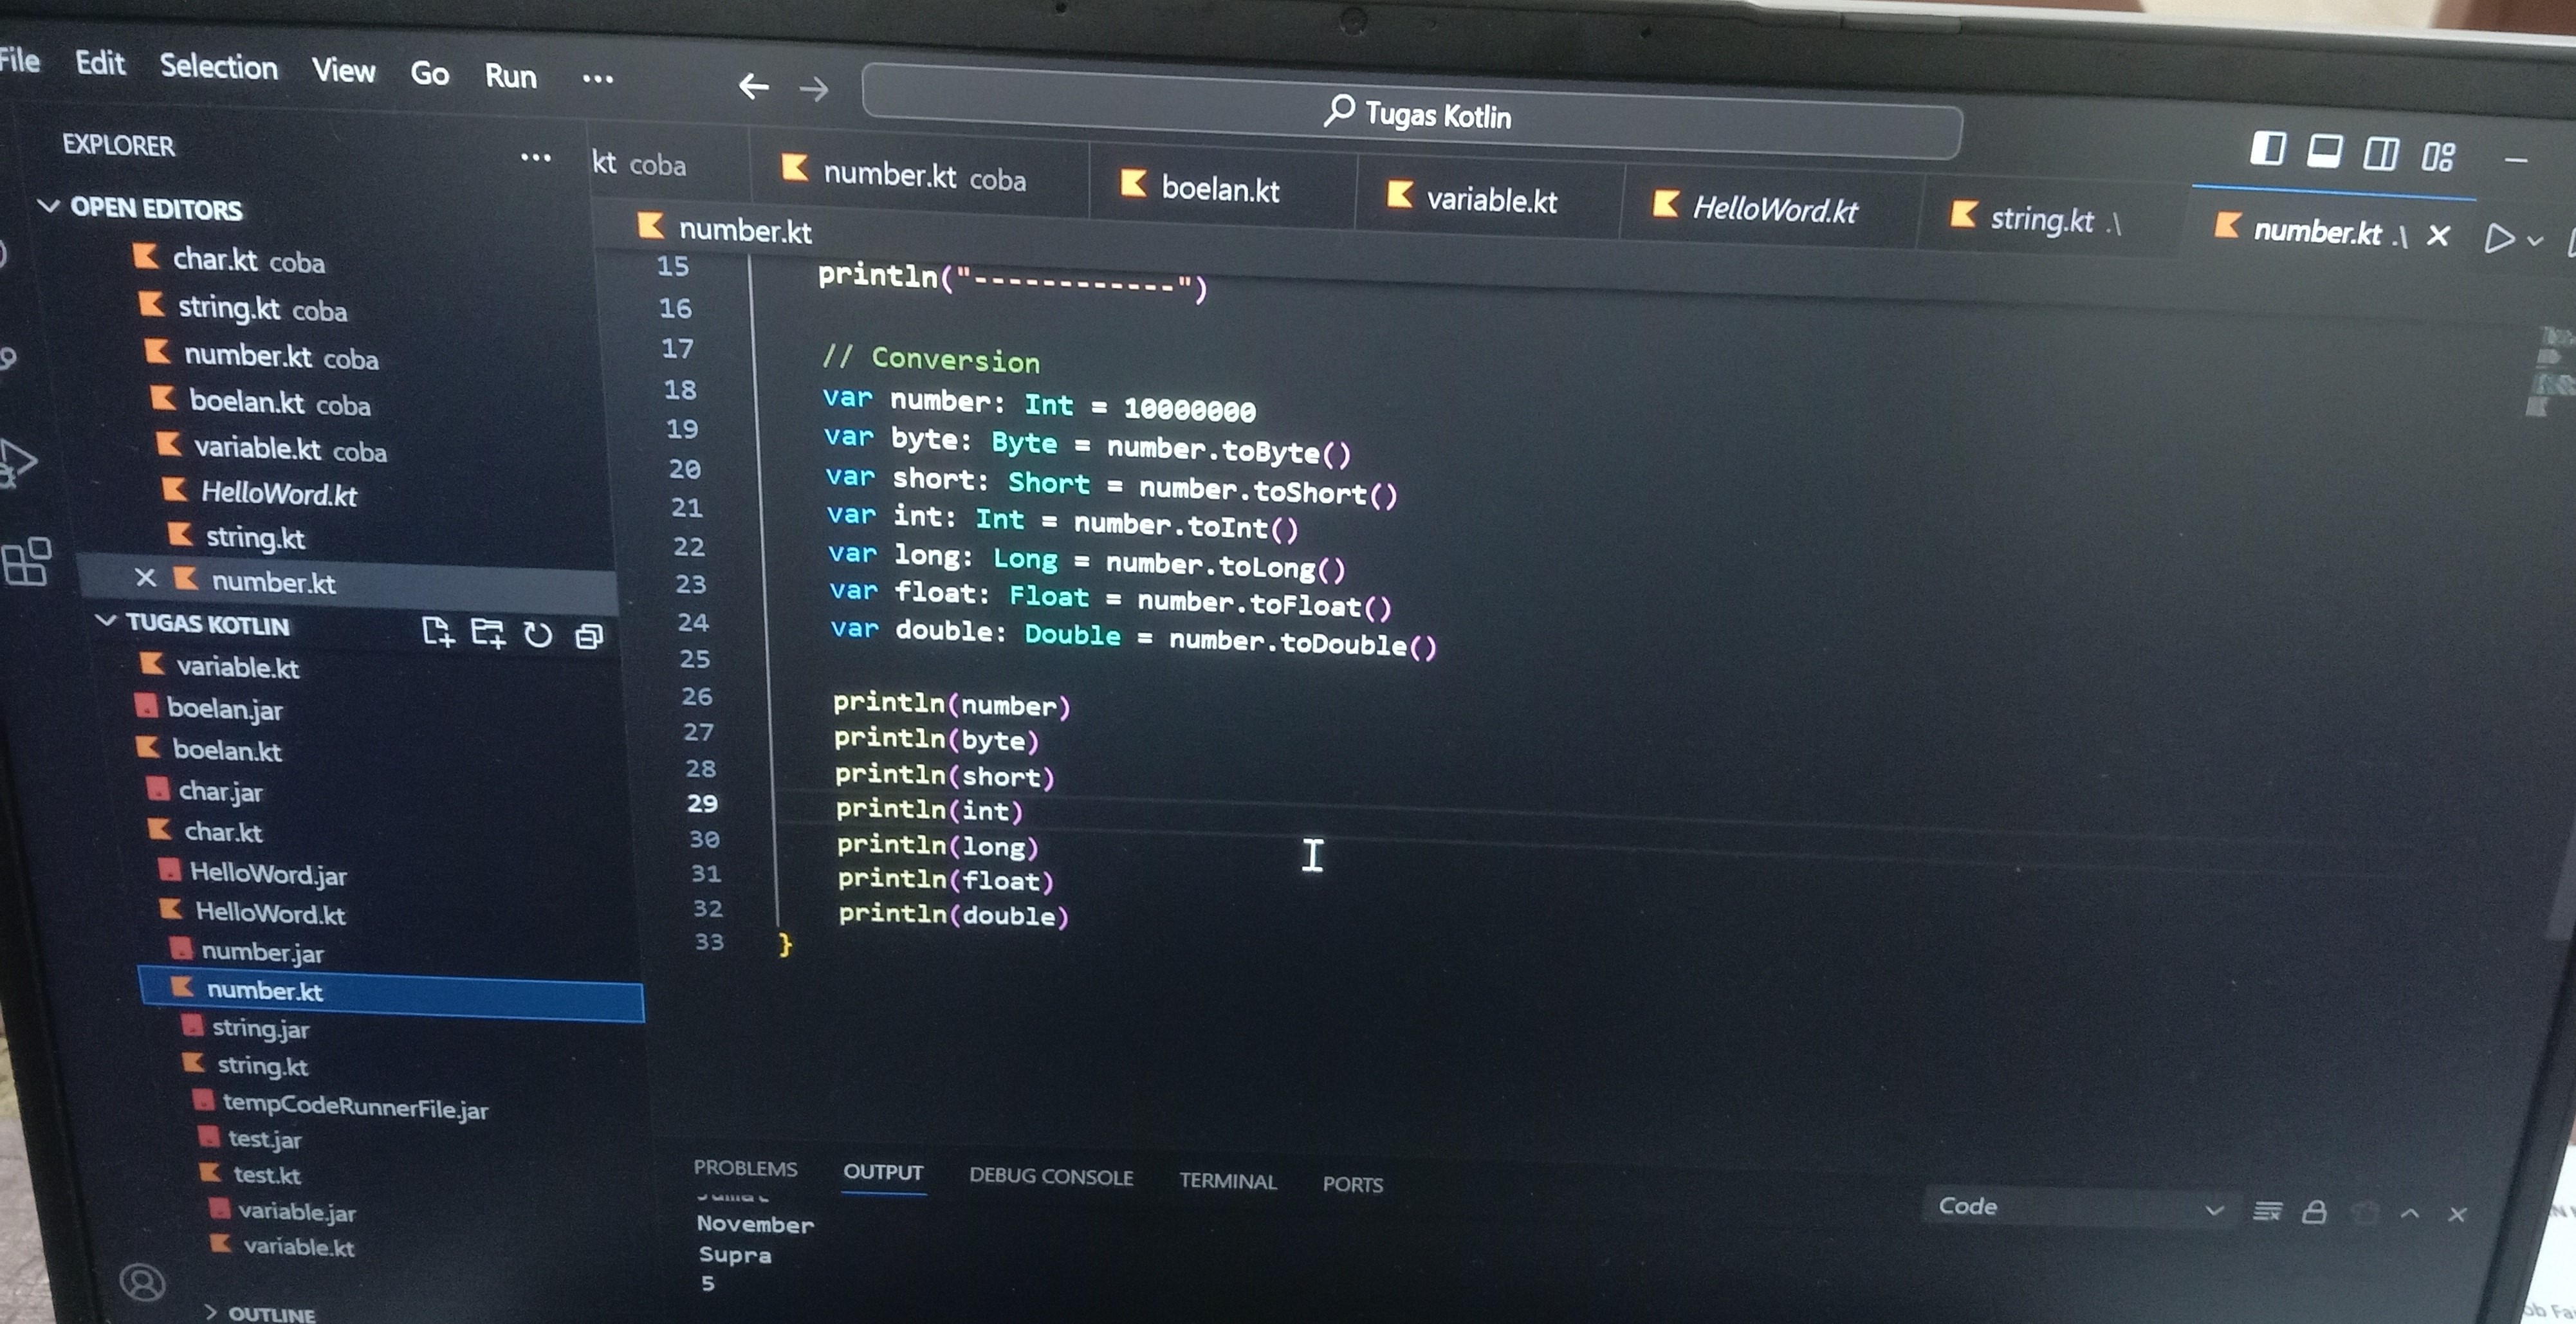 File Edit Selection View Go Run ...
Tugas Kotlin
EXPLORER
OPEN EDITORS
char.kt coba
string.kt coba
number.kt coba
boelan.kt coba
variable.kt coba
HelloWord.kt
string.kt
number.kt
TUGAS KOTLIN
variable.kt
boelan.jar
boelan.kt
char.jar
char.kt
HelloWord.jar
HelloWord.kt
number.jar
number.kt
string.jar
string.kt
tempCodeRunnerFile.jar
test.jar
test.kt
variable.jar
variable.kt
OUTLINE
kt coba number.kt coba boelan.kt variable.kt HelloWord.kt string.kt .\ number.kt .\
number.kt
15 println("------------")
16
17 // Conversion
18 var number: Int = 10000000
19 var byte: Byte = number.toByte()
20 var short: Short = number.toShort()
21 var int: Int = number.toInt()
22 var long: Long = number.toLong()
23 var float: Float = number.toFloat()
24 var double: Double = number.toDouble()
25
26 println(number)
27 println(byte)
28 println(short)
29 println(int)
30 println(long)
31 println(float)
32 println(double)
33 }
PROBLEMS OUTPUT DEBUG CONSOLE TERMINAL PORTS
Code
November
Supra
5